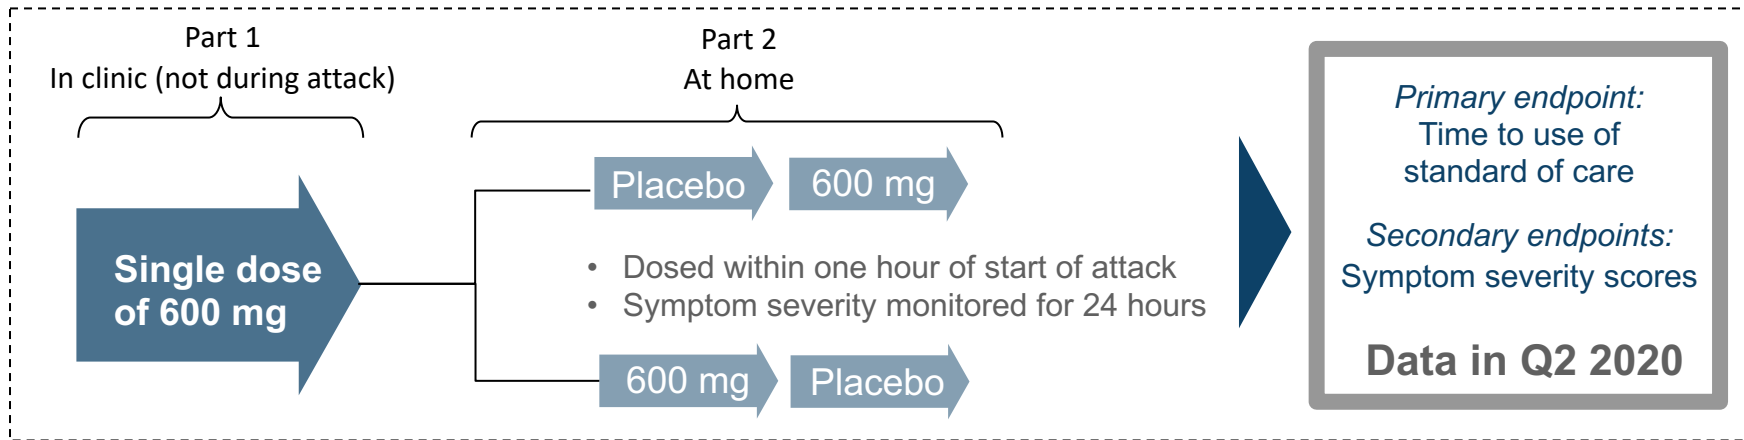 Part 1
In clinic (not during attack)
Part 2
At home
Single dose
of 600 mg
Placebo
600 mg
• Dosed within one hour of start of attack
• Symptom severity monitored for 24 hours
600 mg
Placebo
Primary endpoint:
Time to use of
standard of care
Secondary endpoints:
Symptom severity scores
Data in Q2 2020